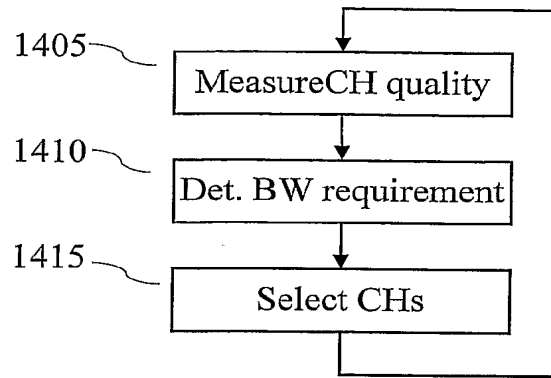 1405
MeasureCH quality
1410
Det. BW requirement
1415
Select CHs